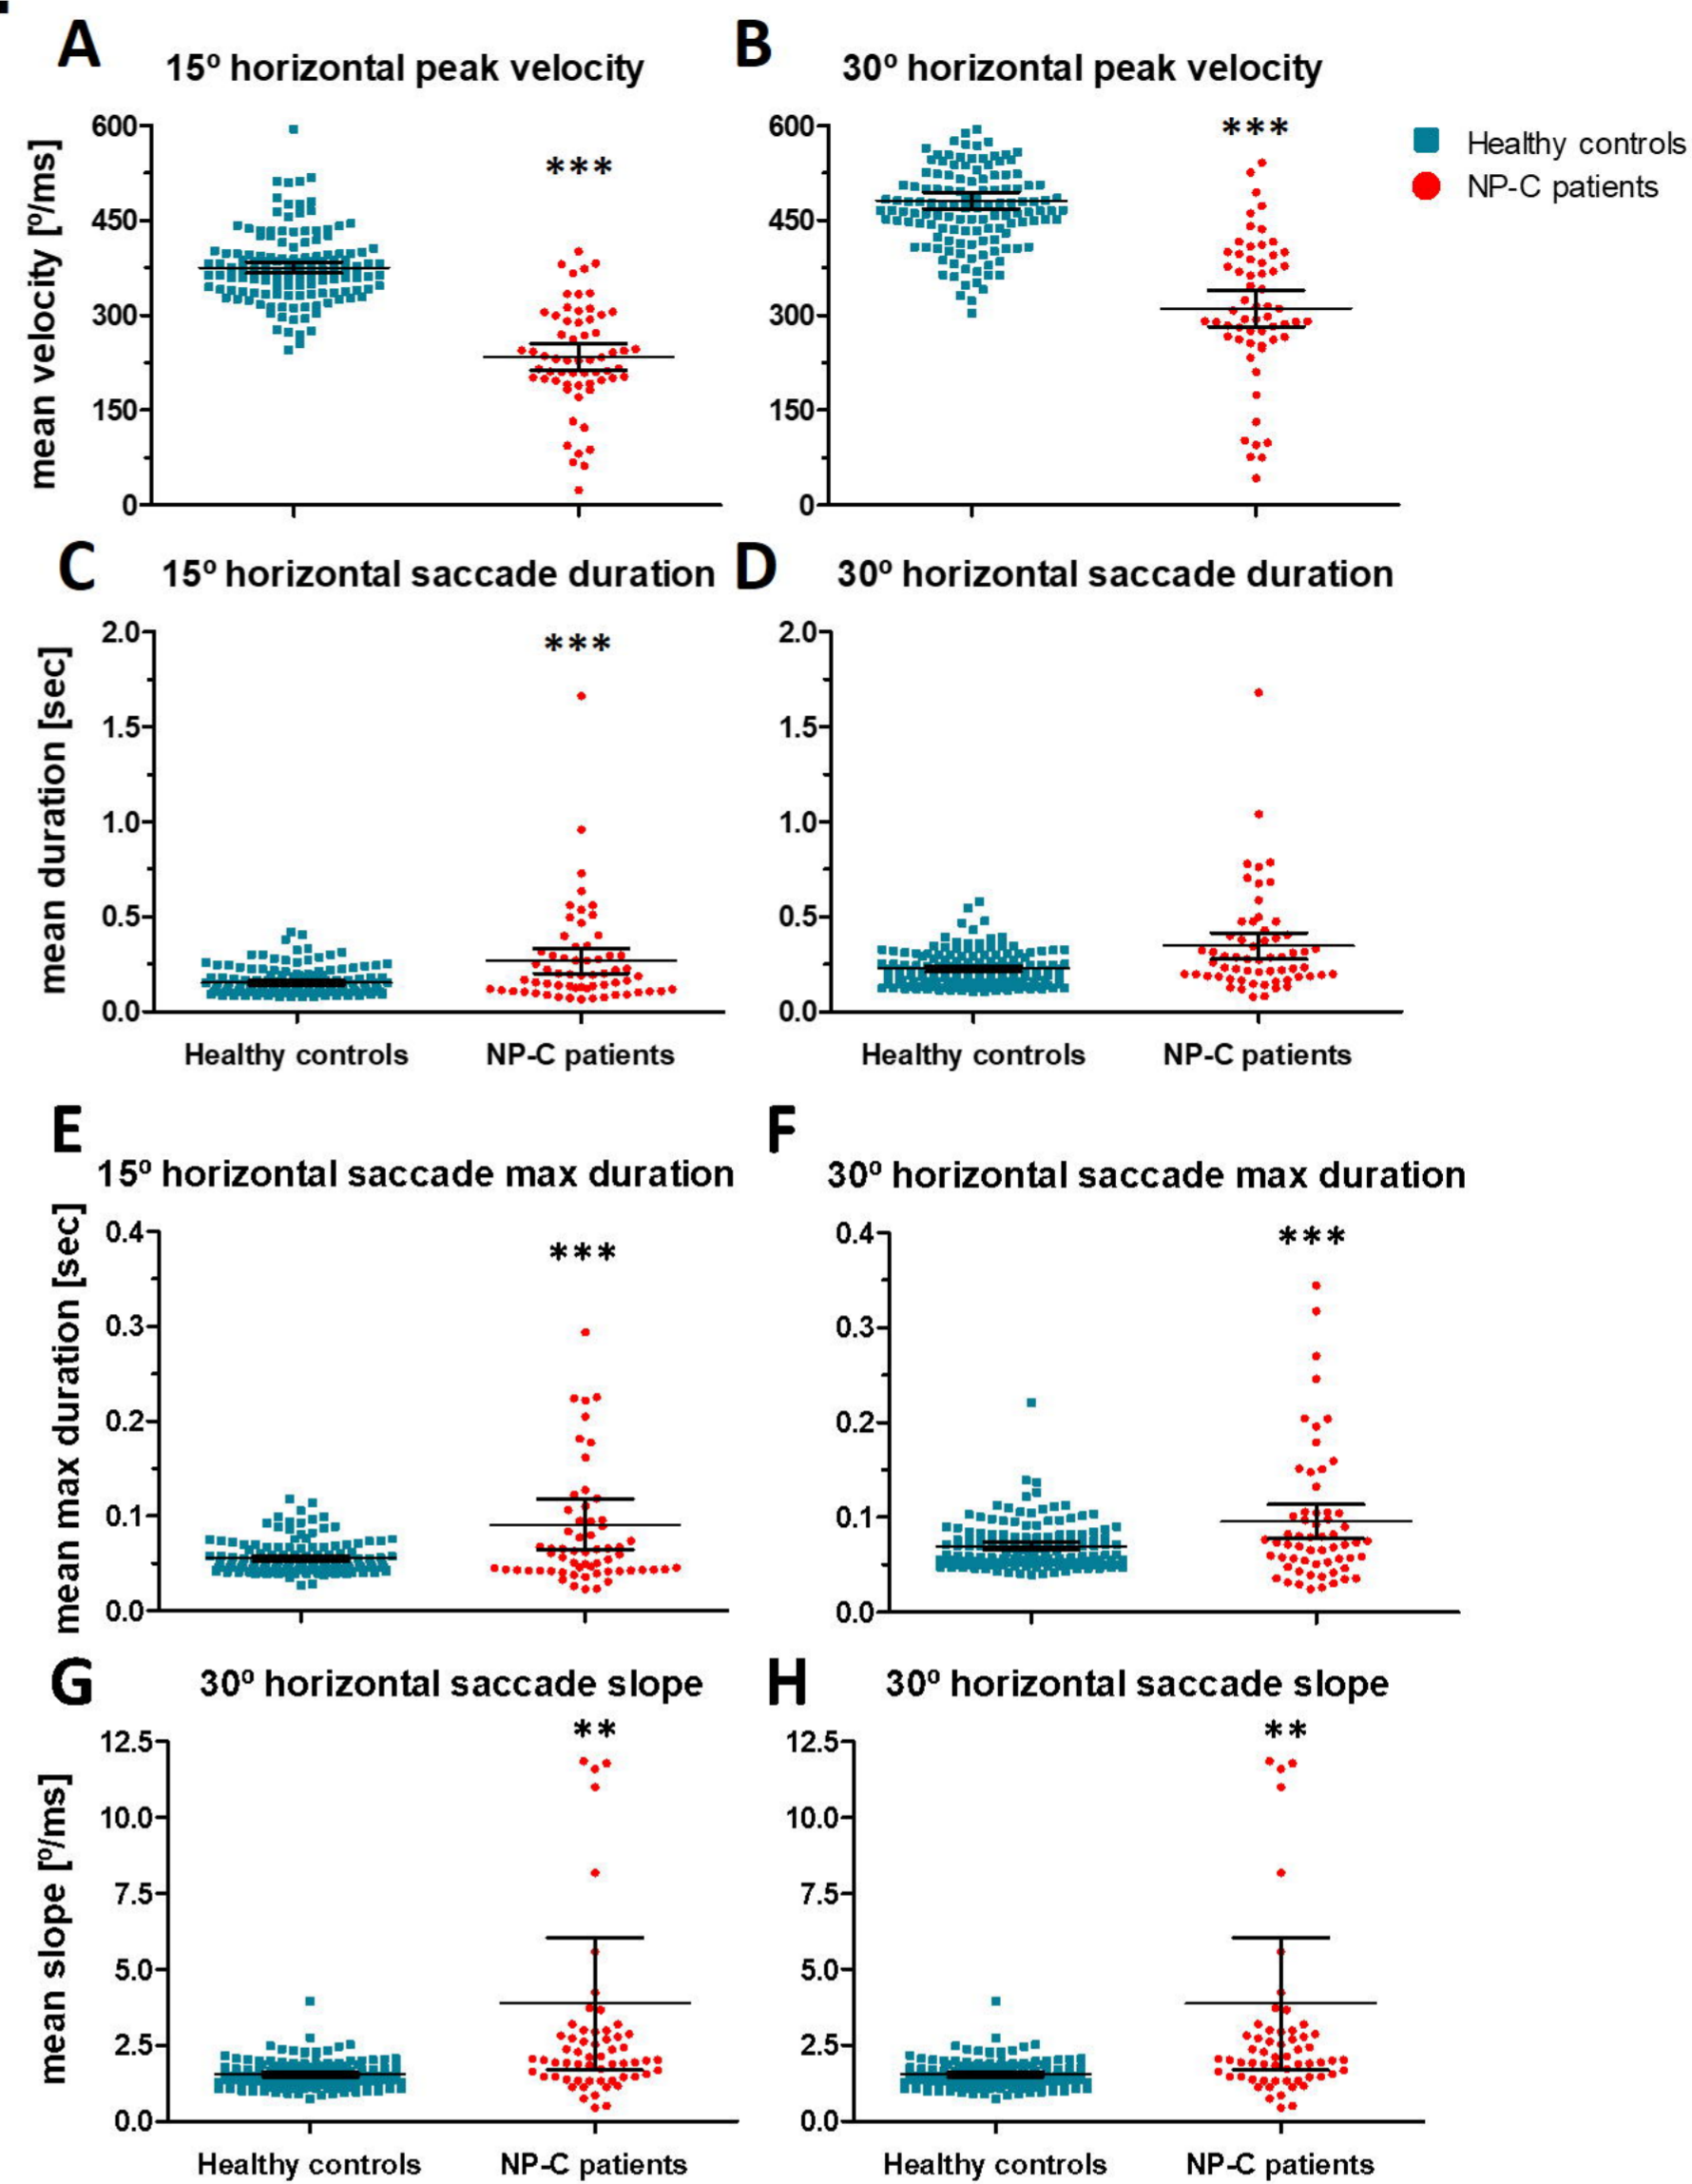 A
15º horizontal peak velocity
B
30º horizontal peak velocity
mean velocity [º/ms]
600
450
300
150
0
***
600
450
300
150
0
***
Healthy controls
NP-C patients
C
15º horizontal saccade duration
D
30º horizontal saccade duration
mean duration [sec]
2.0
1.5
1.0
0.5
0.0
***
Healthy controls
NP-C patients
2.0
1.5
1.0
0.5
0.0
Healthy controls
NP-C patients
E
15º horizontal saccade max duration
F
30º horizontal saccade max duration
mean max duration [sec]
0.4
0.3
0.2
0.1
0.0
***
0.4
0.3
0.2
0.1
0.0
***
G
30º horizontal saccade slope
H
30º horizontal saccade slope
mean slope [º/ms]
12.5
10.0
7.5
5.0
2.5
0.0
**
Healthy controls
NP-C patients
12.5
10.0
7.5
5.0
2.5
0.0
**
Healthy controls
NP-C patients